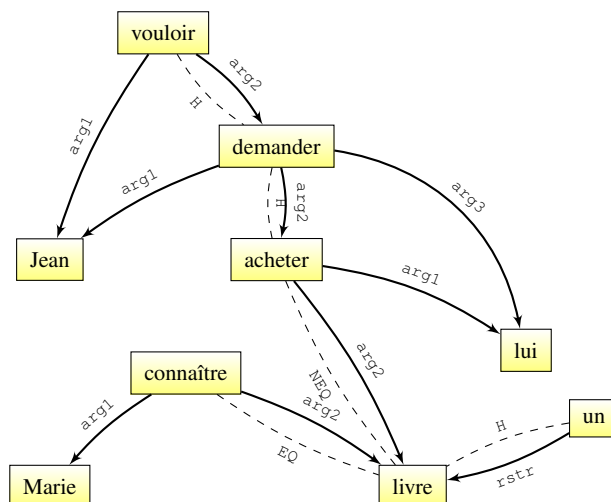 vouloir
arg2
H
arg1
demander
arg1
H
arg2
arg3
Jean
acheter
arg1
lui
connaître
NEQ
arg2
arg1
arg2
EQ
un
H
rstr
Marie
livre